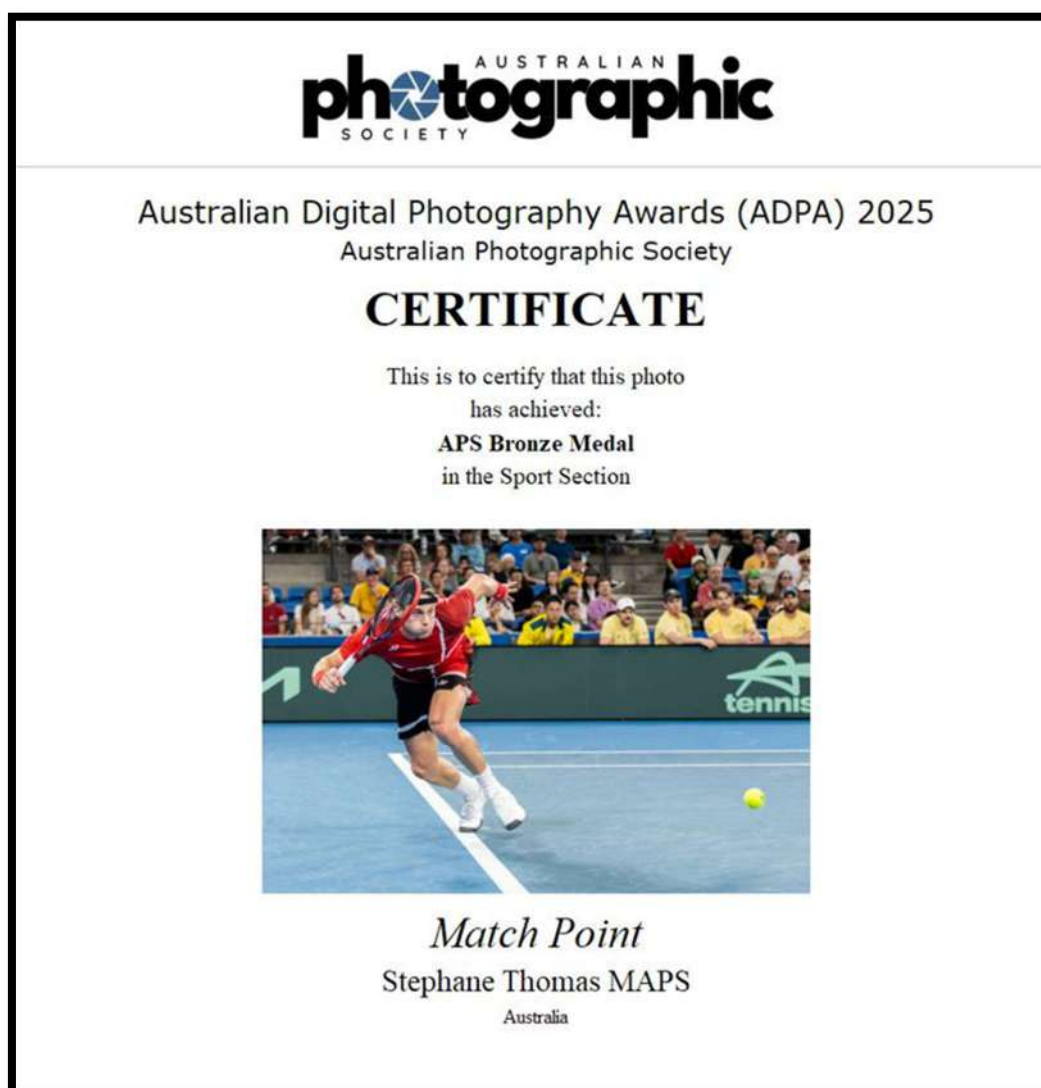 AUSTRALIAN
photographic
SOCIETY
Australian Digital Photography Awards (ADPA) 2025
Australian Photographic Society
CERTIFICATE
This is to certify that this photo
has achieved:
APS Bronze Medal
in the Sport Section
tennis
Match Point
Stephane Thomas MAPS
Australia